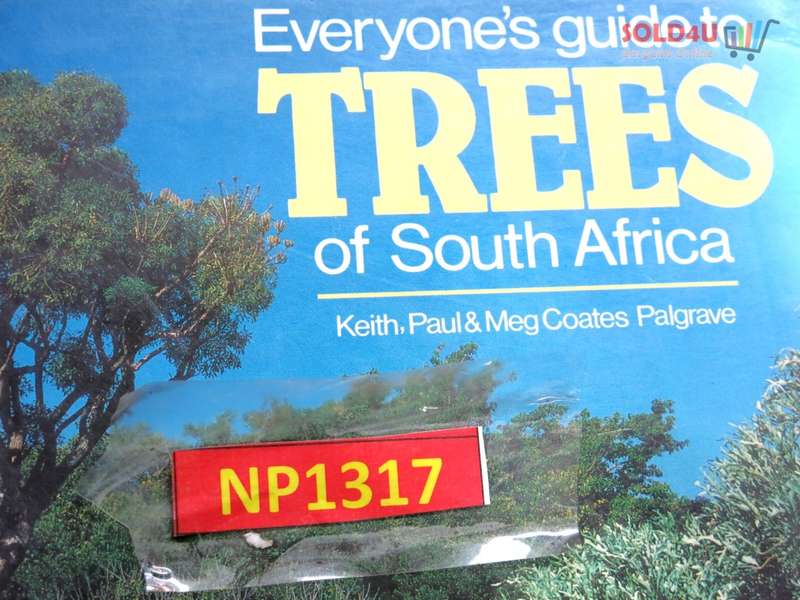 Everyone's guide to
SOLD4U
TREES
of South Africa
Keith, Paul & Meg Coates Palgrave
NP1317